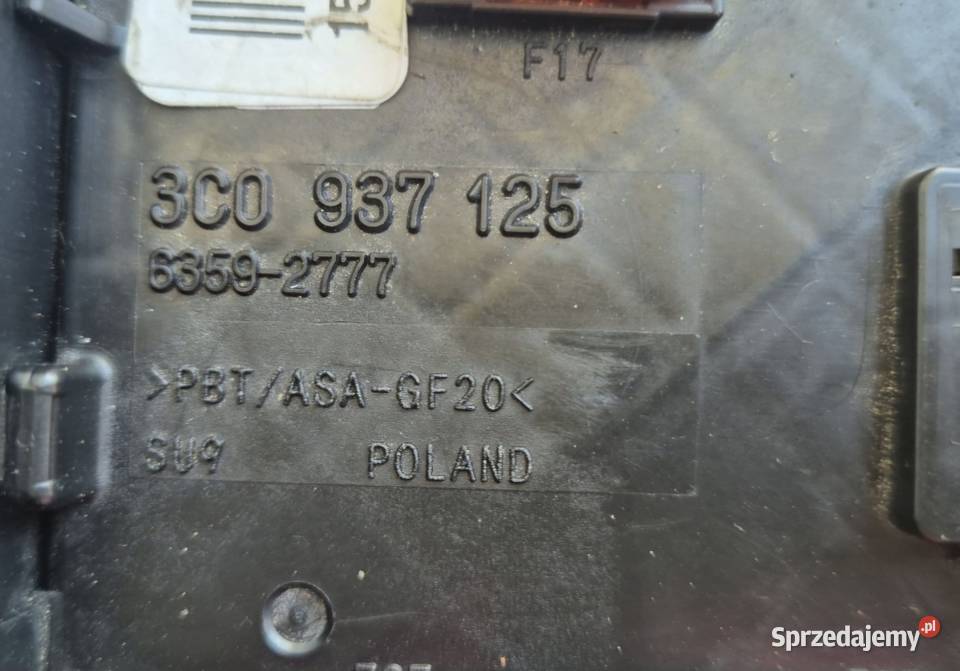 F17
3C0 937 125
6359-2777
>PBT/ASA-GF20<
SU9 POLAND
Sprzedajemy.pl